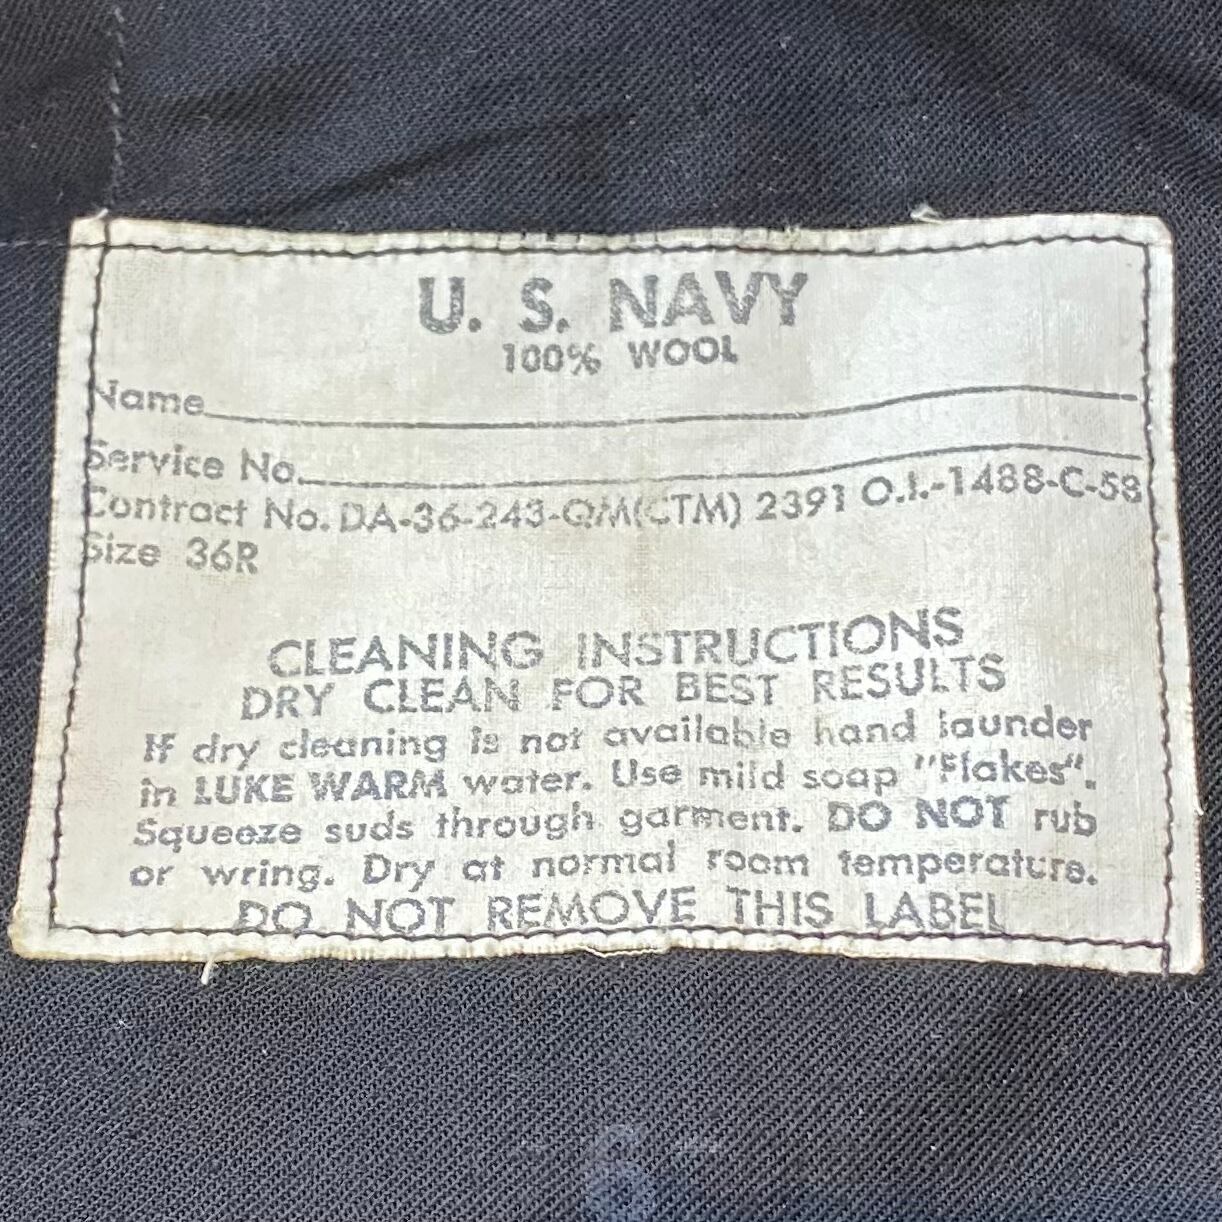 U. S. NAVY
100% WOOL
Name
Service No.
Contract No. DA-36-243-QM(CTM) 2391 O.I.-1488-C-58
Size 36R
CLEANING INSTRUCTIONS
DRY CLEAN FOR BEST RESULTS
If dry cleaning is not available hand launder
in LUKE WARM water. Use mild soap "Flakes".
Squeeze suds through garment. DO NOT rub
or wring. Dry at normal room temperature.
DO NOT REMOVE THIS LABEL